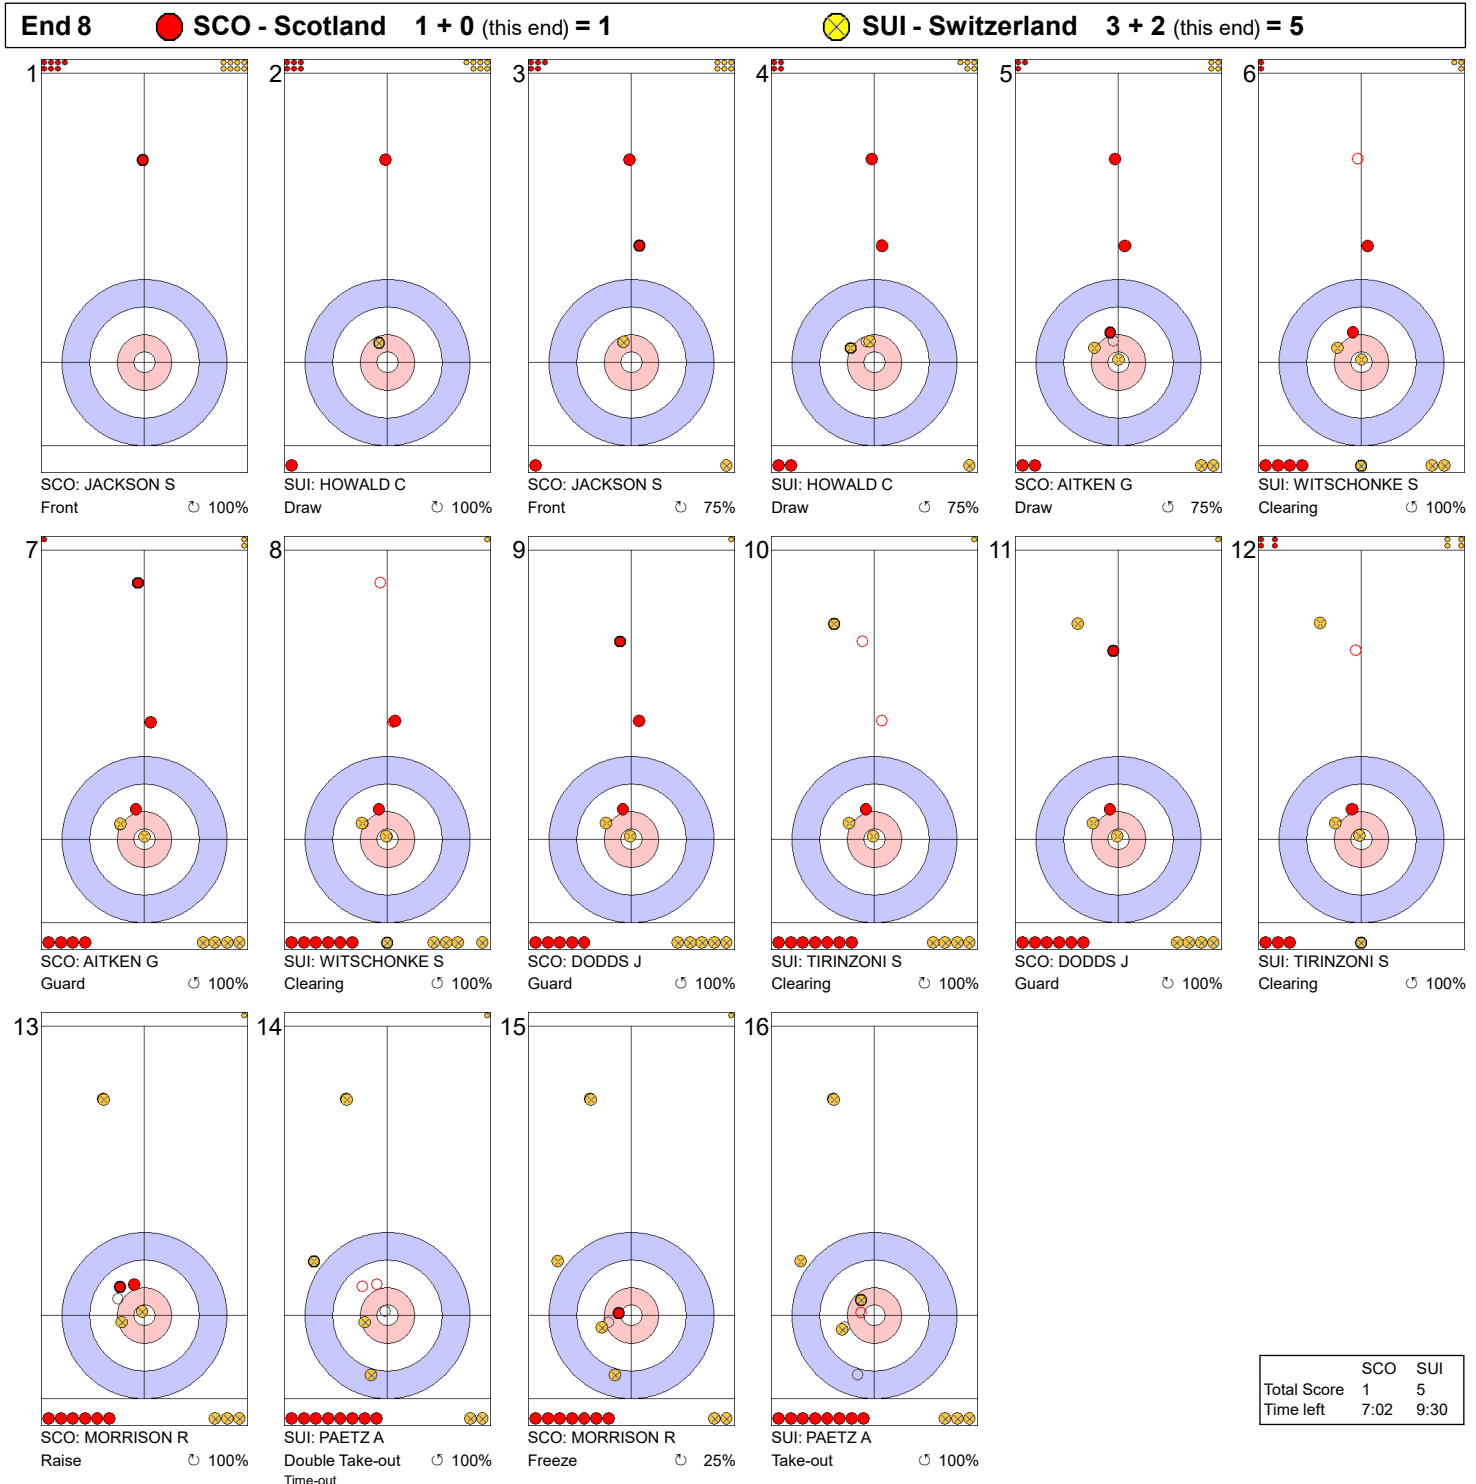 End 8 SCO - Scotland 1 + 0 (this end) = 1 SUI - Switzerland 3 + 2 (this end) = 5
1 2 3 4 5 6
SCO: JACKSON S SUI: HOWALD C SCO: JACKSON S SUI: HOWALD C SCO: AITKEN G SUI: WITSCHONKE S
Front ↻ 100% Draw ↻ 100% Front ↻ 75% Draw ↺ 75% Draw ↺ 75% Clearing ↺ 100%
7 8 9 10 11 12
SCO: AITKEN G SUI: WITSCHONKE S SCO: DODDS J SUI: TIRINZONI S SCO: DODDS J SUI: TIRINZONI S
Guard ↺ 100% Clearing ↺ 100% Guard ↺ 100% Clearing ↻ 100% Guard ↺ 100% Clearing ↺ 100%
13 14 15 16
SCO: MORRISON R SUI: PAETZ A SCO: MORRISON R SUI: PAETZ A
Raise ↻ 100% Double Take-out ↺ 100% Freeze ↻ 25% Take-out ↻ 100%
Time-out
SCO SUI
Total Score 1 5
Time left 7:02 9:30